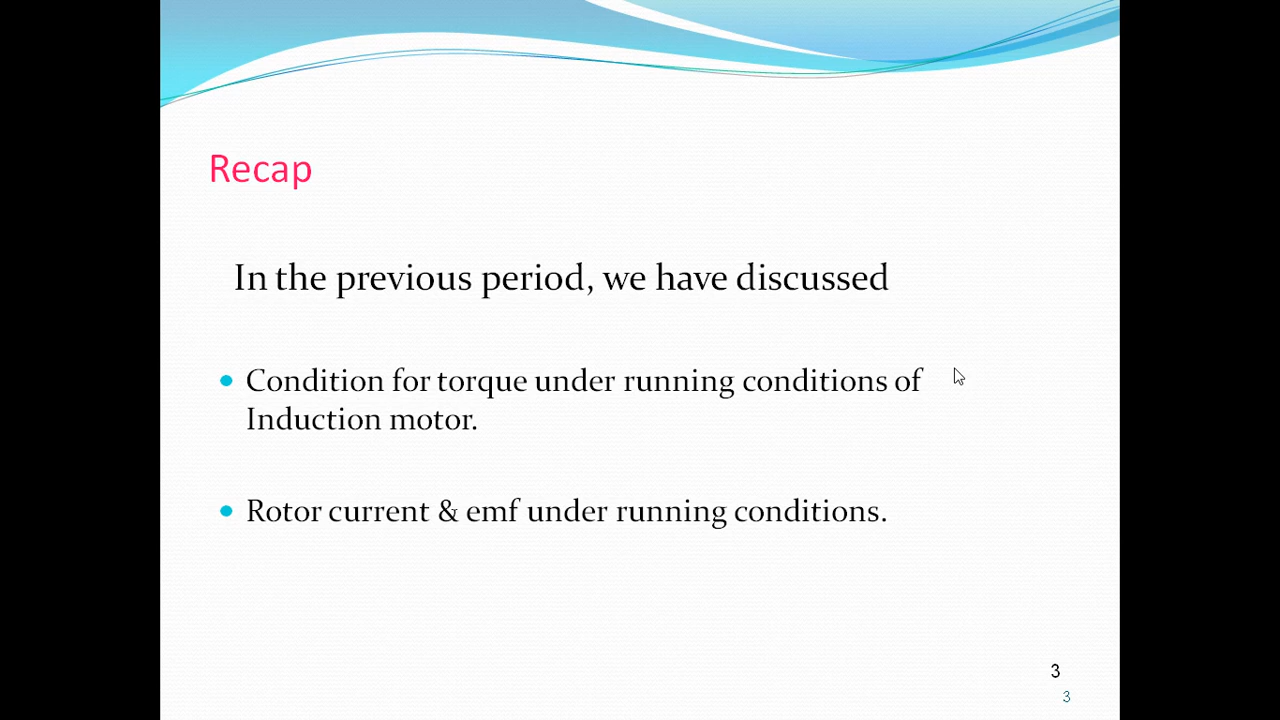 Recap
In the previous period, we have discussed
• Condition for torque under running conditions of
Induction motor.
• Rotor current & emf under running conditions.
3
3